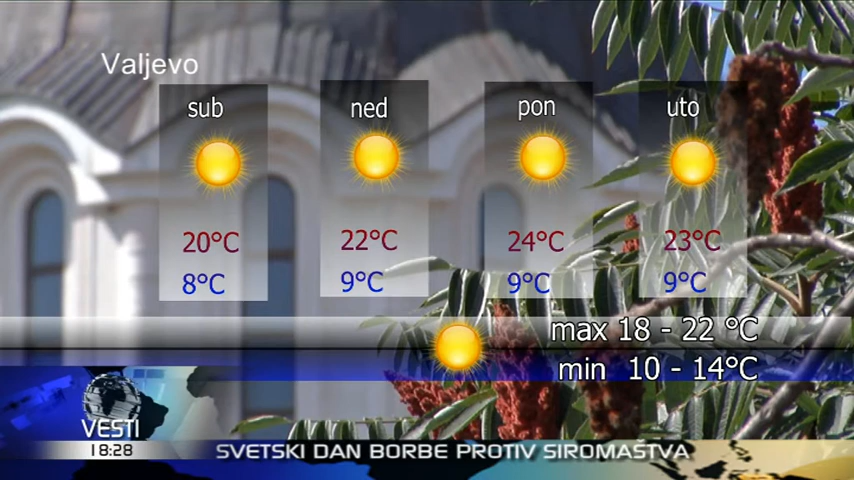 Valjevo
sub ned pon uto
20°C 22°C 24°C 23°C
8°C 9°C 9°C 9°C
max 18 - 22 °C
min 10 - 14°C
VESTI
18:28
SVETSKI DAN BORBE PROTIV SIROMAŠTVA